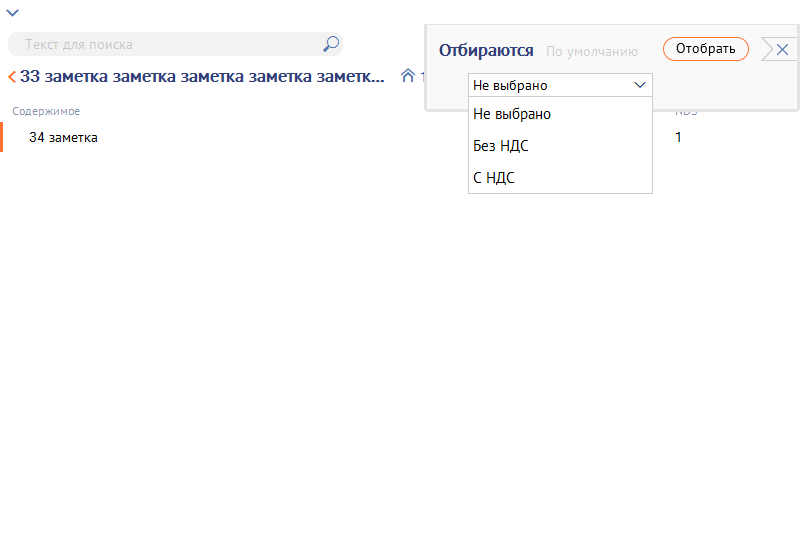 Текст для поиска
Отбираются По умолчанию Отобрать
33 заметка заметка заметка заметка заметк... 1
Не выбрано
Содержимое
Не выбрано
34 заметка 1
Без НДС
С НДС